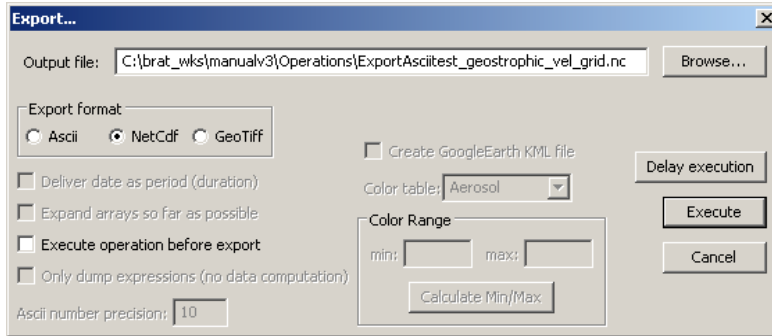 Export...
Output file: C:\brat_wks\manualv3\Operations\ExportAsciitest_geostrophic_vel_grid.nc Browse...
Export format
Ascii NetCdf GeoTiff
Create GoogleEarth KML file
Delay execution
Deliver date as period (duration)
Color table: Aerosol
Expand arrays so far as possible
Color Range
Execute
Execute operation before export
min: max:
Cancel
Only dump expressions (no data computation)
Calculate Min/Max
Ascii number precision: 10